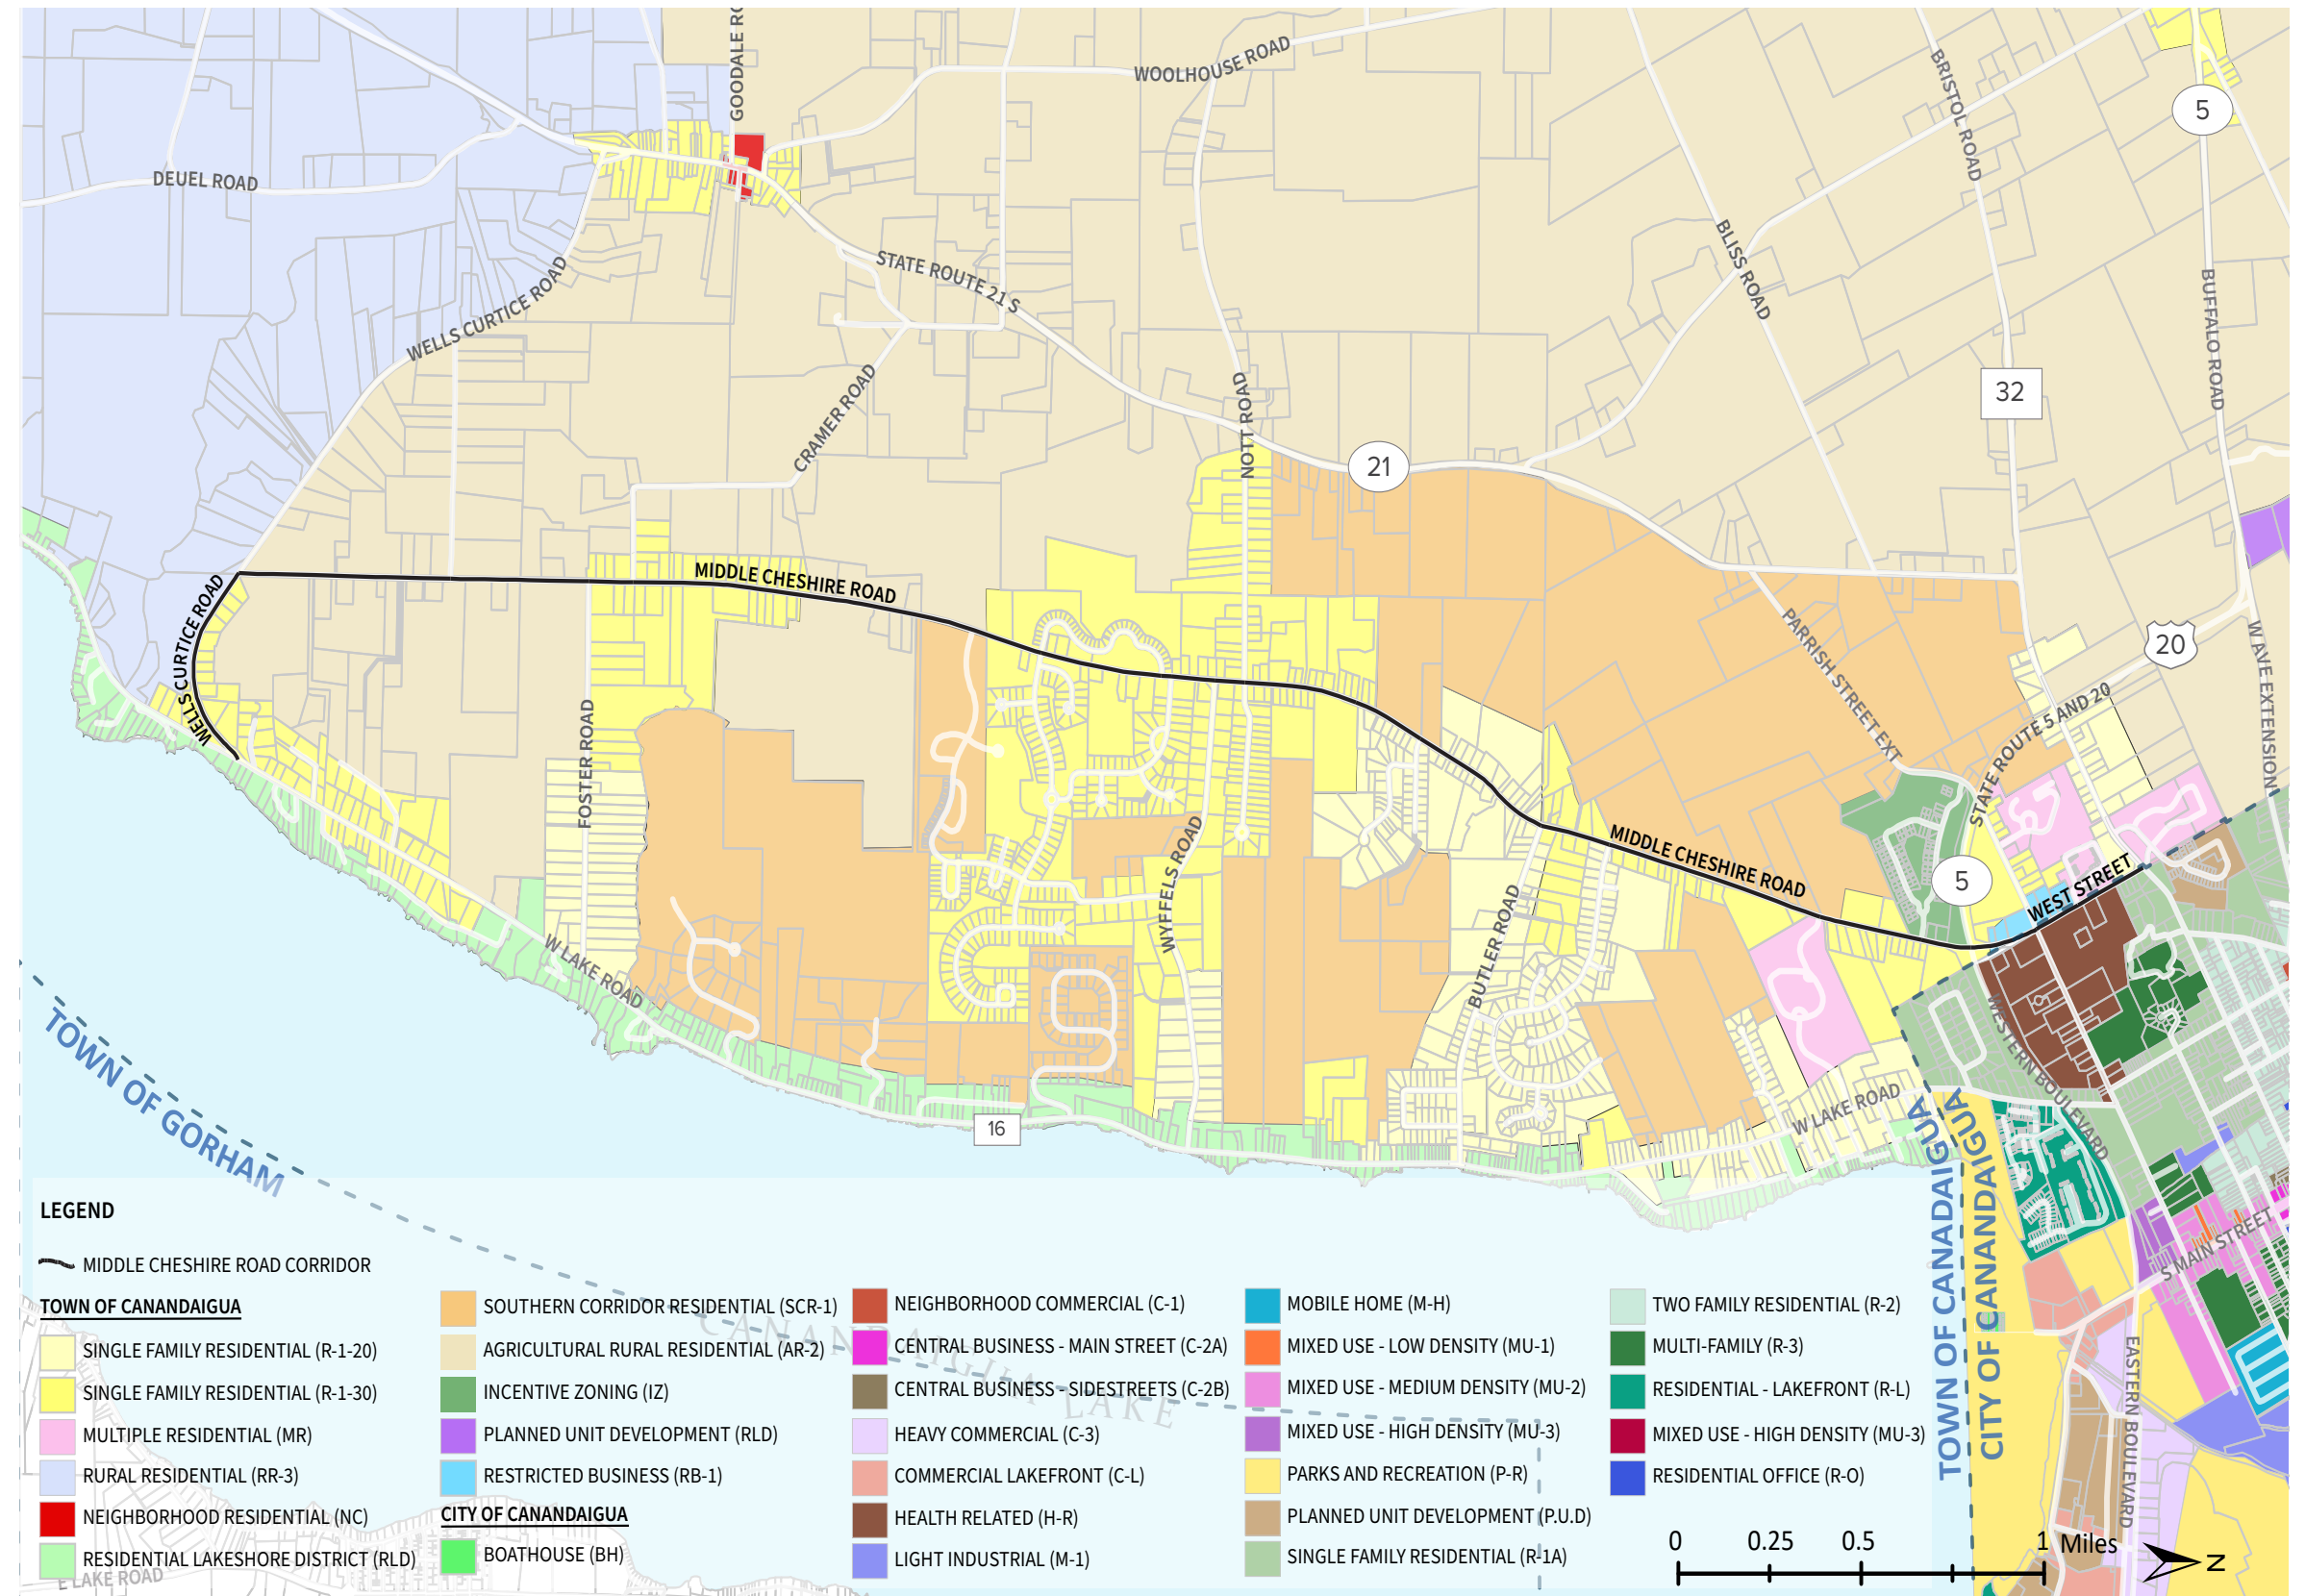 GOODALE RO
WOOLHOUSE ROAD
BRISTOL ROAD
5
DEUEL ROAD
STATE ROUTE 21 S
BLISS ROAD
BUFFALO ROAD
WELLS CURTICE ROAD
CRAMER ROAD
NOTT ROAD
32
21
MIDDLE CHESHIRE ROAD
WELLS CURTICE ROAD
WELLS
PARRISH STREET EXT
20
W AVE EXTENSION
STATE ROUTE 5 AND 20
FOSTER ROAD
WYFFELS ROAD
BUTLER ROAD
MIDDLE CHESHIRE ROAD
5
WEST STREET
W LAKE ROAD
WESTERN BOULEVARD
TOWN OF GORHAM
16
W LAKE ROAD
TOWN OF CANADAIGUA
CITY OF CANANDAIGUA
S MAIN STREET
EASTERN BOULEVARD
CANANDAIGUA LAKE
E LAKE ROAD
LEGEND
MIDDLE CHESHIRE ROAD CORRIDOR
TOWN OF CANANDAIGUA
SINGLE FAMILY RESIDENTIAL (R-1-20)
SINGLE FAMILY RESIDENTIAL (R-1-30)
MULTIPLE RESIDENTIAL (MR)
RURAL RESIDENTIAL (RR-3)
NEIGHBORHOOD RESIDENTIAL (NC)
RESIDENTIAL LAKESHORE DISTRICT (RLD)
SOUTHERN CORRIDOR RESIDENTIAL (SCR-1)
AGRICULTURAL RURAL RESIDENTIAL (AR-2)
INCENTIVE ZONING (IZ)
PLANNED UNIT DEVELOPMENT (RLD)
RESTRICTED BUSINESS (RB-1)
CITY OF CANANDAIGUA
BOATHOUSE (BH)
NEIGHBORHOOD COMMERCIAL (C-1)
CENTRAL BUSINESS - MAIN STREET (C-2A)
CENTRAL BUSINESS - SIDESTREETS (C-2B)
HEAVY COMMERCIAL (C-3)
COMMERCIAL LAKEFRONT (C-L)
HEALTH RELATED (H-R)
LIGHT INDUSTRIAL (M-1)
MOBILE HOME (M-H)
MIXED USE - LOW DENSITY (MU-1)
MIXED USE - MEDIUM DENSITY (MU-2)
MIXED USE - HIGH DENSITY (MU-3)
PARKS AND RECREATION (P-R)
PLANNED UNIT DEVELOPMENT (P.U.D)
SINGLE FAMILY RESIDENTIAL (R-1A)
TWO FAMILY RESIDENTIAL (R-2)
MULTI-FAMILY (R-3)
RESIDENTIAL - LAKEFRONT (R-L)
MIXED USE - HIGH DENSITY (MU-3)
RESIDENTIAL OFFICE (R-O)
0 0.25 0.5 1 Miles
N